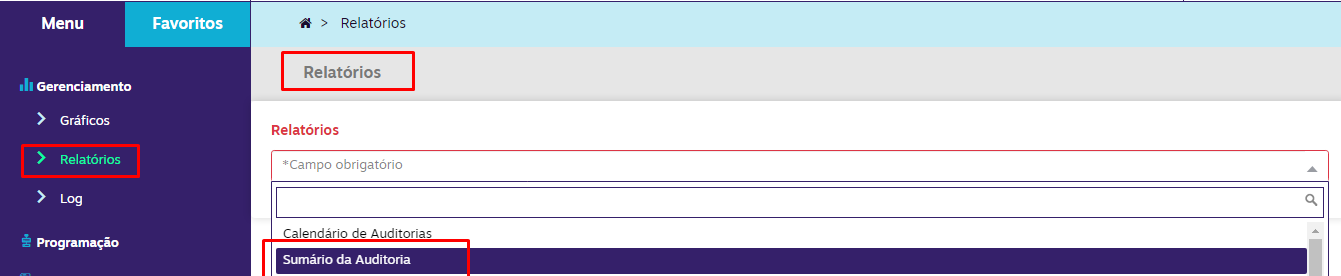 Menu
Favoritos
> Relatórios
Relatórios
Gerenciamento
Gráficos
Relatórios
Log
Programação
Relatórios
*Campo obrigatório
Calendário de Auditorias
Sumário da Auditoria